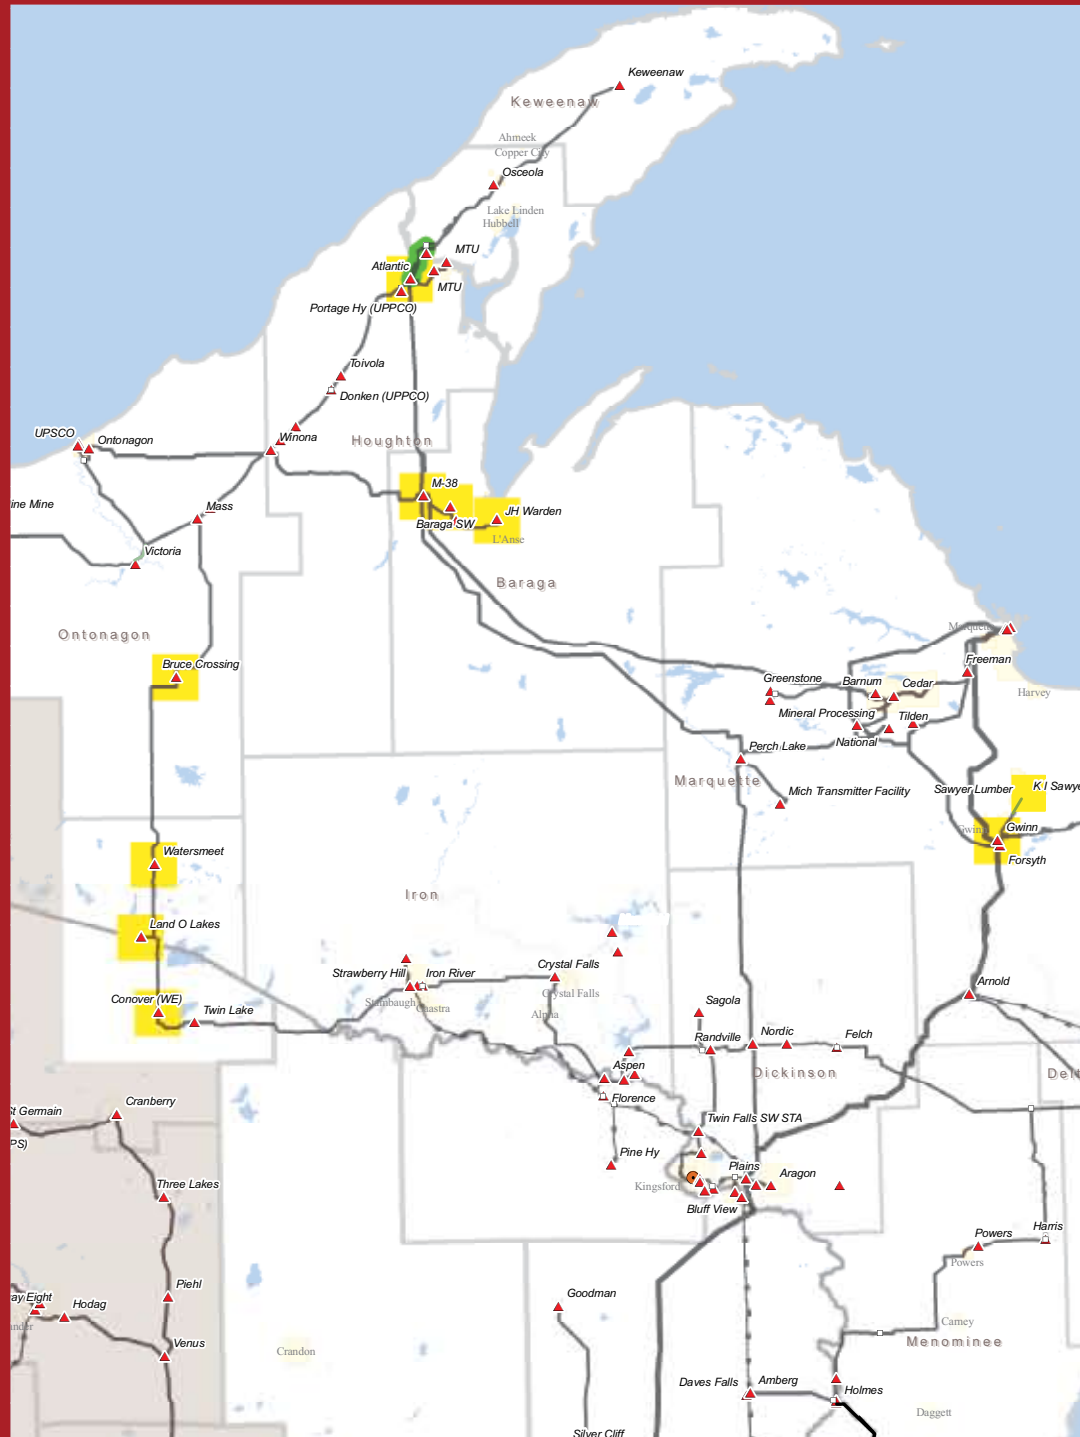 Keweenaw
Keweenaw
Ahmeek
Copper City
Osceola
Lake Linden
Hubbell
MTU
Atlantic
MTU
Portage Hy (UPPCO)
Toivola
Donken (UPPCO)
UPSCO
Ontonagon
Winona
Houghton
M-38
ine Mine
Mass
JH Warden
Baraga SW
L'Anse
Victoria
Baraga
Ontonagon
Marquette
Bruce Crossing
Freeman
Greenstone
Barnum
Cedar
Harvey
Mineral Processing
Tilden
National
Perch Lake
Marquette
Mich Transmitter Facility
Sawyer Lumber
K I Sawye
Gwinn
Gwinn
Watersmeet
Forsyth
Iron
Land O Lakes
Strawberry Hill
Iron River
Crystal Falls
Crystal Falls
Arnold
Conover (WE)
Stambaugh
Caastra
Alpha
Sagola
Twin Lake
Randville
Nordic
Felch
Aspen
Dickinson
Delt
Florence
Cranberry
St Germain
Twin Falls SW STA
PS)
Pine Hy
Plains
Aragon
Three Lakes
Kingsford
Bluff View
Harris
Powers
Powers
Piehl
Goodman
ray Eight
Hodag
Carney
Venus
Crandon
Menominee
Daves Falls
Amberg
Holmes
Daggett
Silver Cliff